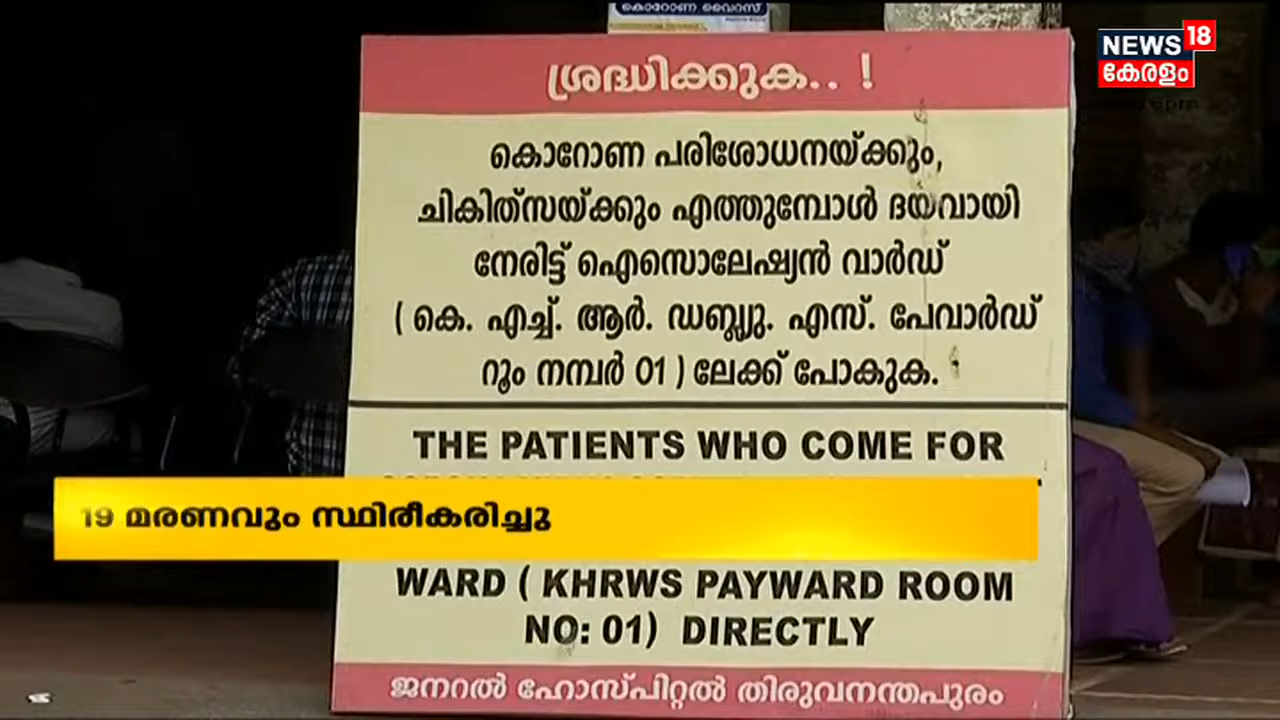 കൊറോണ വൈറസ്
NEWS 18
കേരളം
ശ്രദ്ധിക്കുക.. !
കൊറോണ പരിശോധനയ്ക്കും,
ചികിത്സയ്ക്കും എത്തുമ്പോൾ ദയവായി
നേരിട്ട് ഐസൊലേഷ്യൻ വാർഡ്
( കെ. എച്ച്. ആർ. ഡബ്ല്യു. എസ്. പേവാർഡ്
റൂം നമ്പർ 01 ) ലേക്ക് പോകുക.
THE PATIENTS WHO COME FOR
19 മരണവും സ്ഥിരീകരിച്ചു
WARD ( KHRWS PAYWARD ROOM
NO: 01) DIRECTLY
ജനറൽ ഹോസ്പിറ്റൽ തിരുവനന്തപുരം